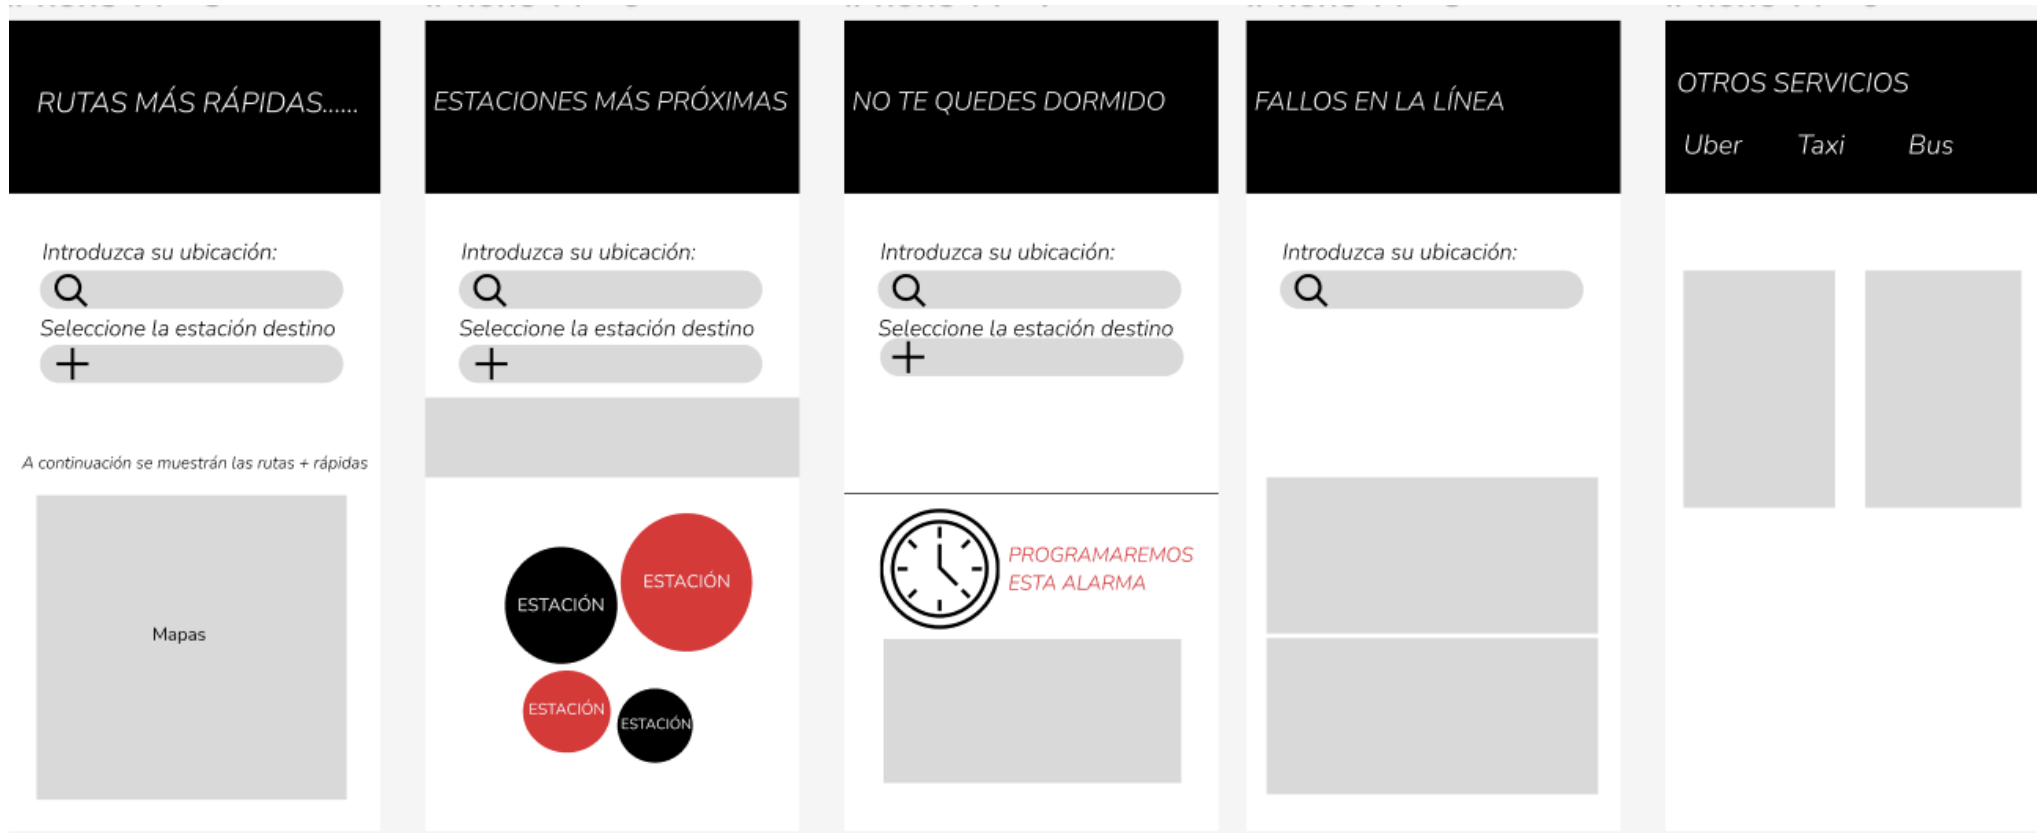 RUTAS MÁS RÁPIDAS......
Introduzca su ubicación:
Seleccione la estación destino
A continuación se muestrán las rutas + rápidas
Mapas
ESTACIONES MÁS PRÓXIMAS
Introduzca su ubicación:
Seleccione la estación destino
ESTACIÓN
ESTACIÓN
ESTACIÓN
ESTACIÓN
NO TE QUEDES DORMIDO
Introduzca su ubicación:
Seleccione la estación destino
PROGRAMAREMOS
ESTA ALARMA
FALLOS EN LA LÍNEA
Introduzca su ubicación:
OTROS SERVICIOS
Uber Taxi Bus